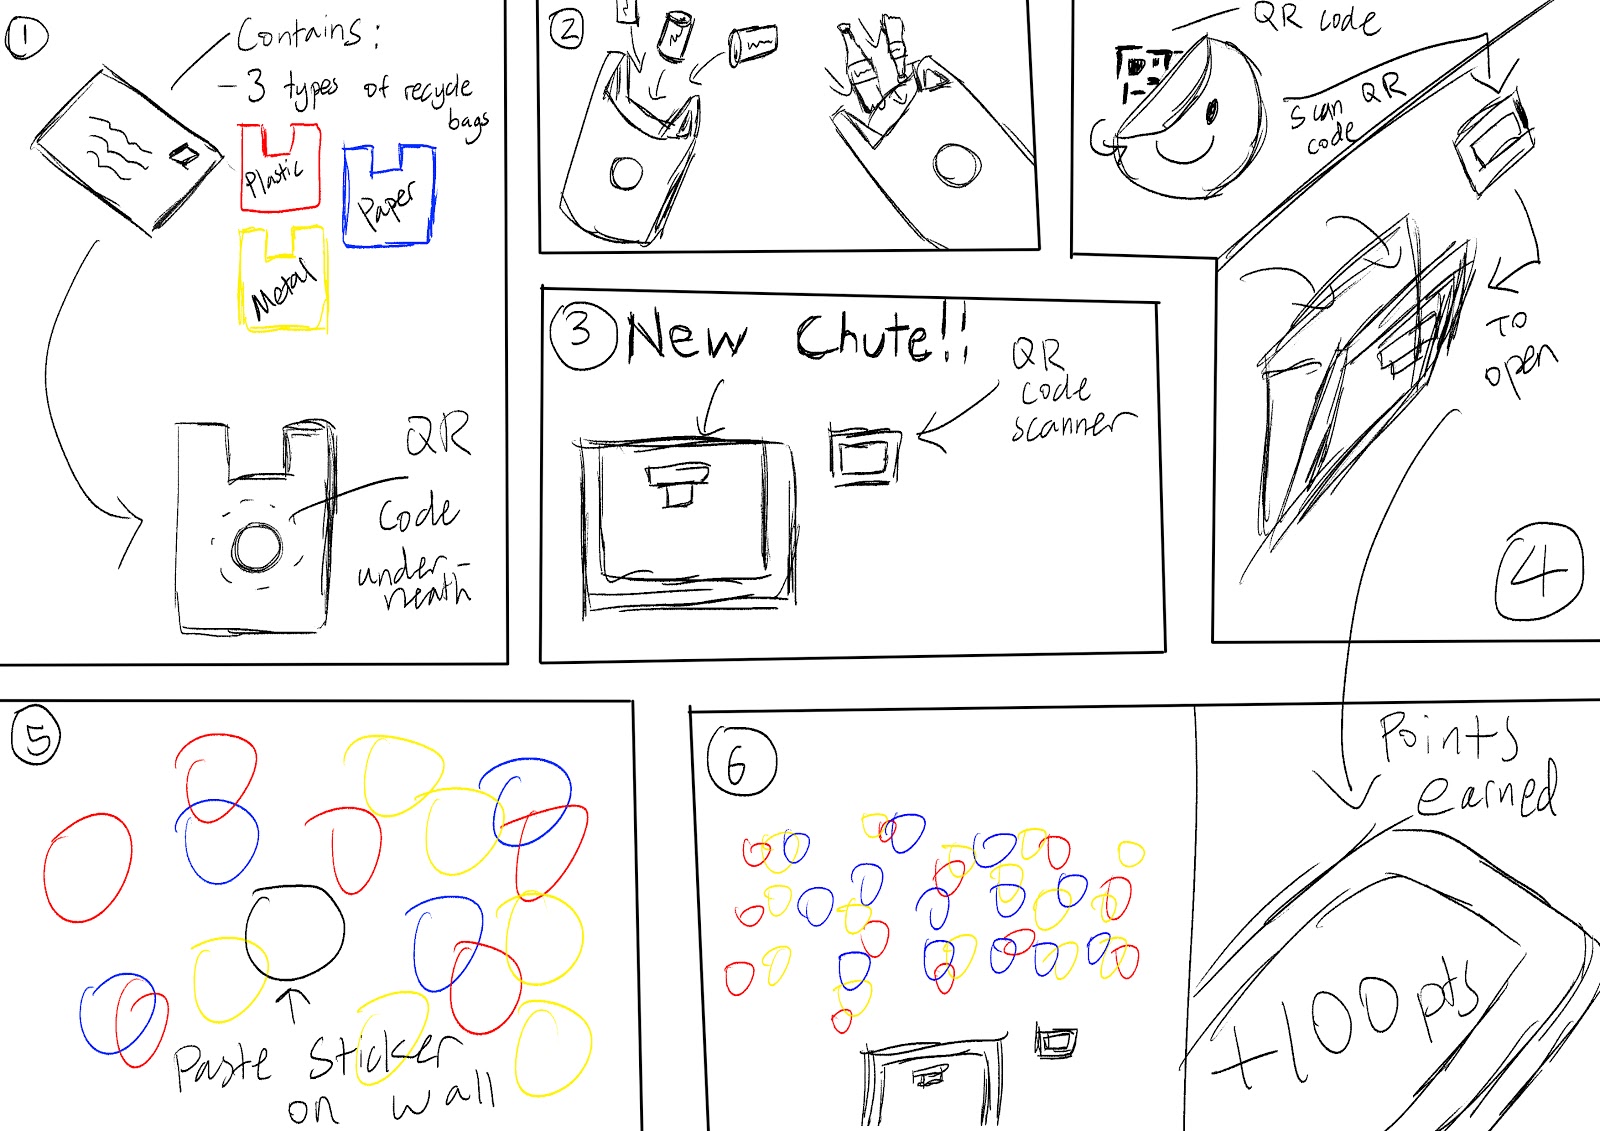 1
Contains:
- 3 types of recycle
bags
Plastic
Paper
Metal
QR
code
under-
neath
2
3
New Chute!!
QR
code
scanner
QR code
scan QR
code
To
open
4
5
Paste sticker
on wall
6
Points
earned
+100 pts